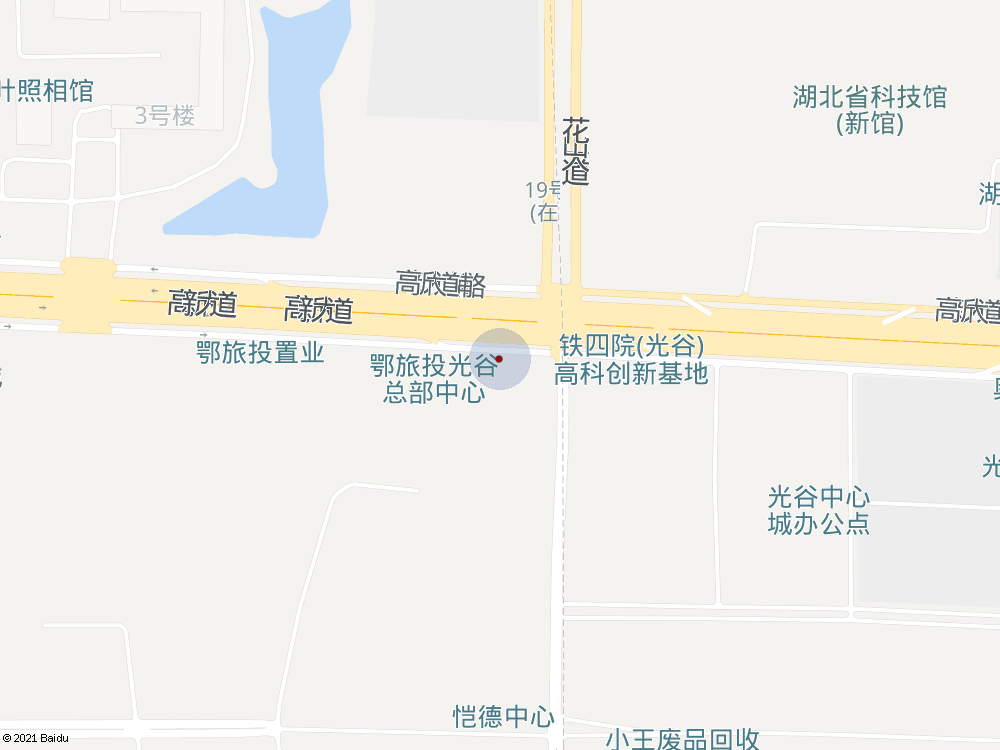 叶照相馆
3号楼
湖北省科技馆
(新馆)
花山道
19号
(在
湖
高新大道辅路
高新大道
高新大道
高新大道
鄂旅投置业
鄂旅投光谷
总部中心
铁四院(光谷)
高科创新基地
光
光谷中心
城办公点
恺德中心
小王废品回收
© 2021 Baidu